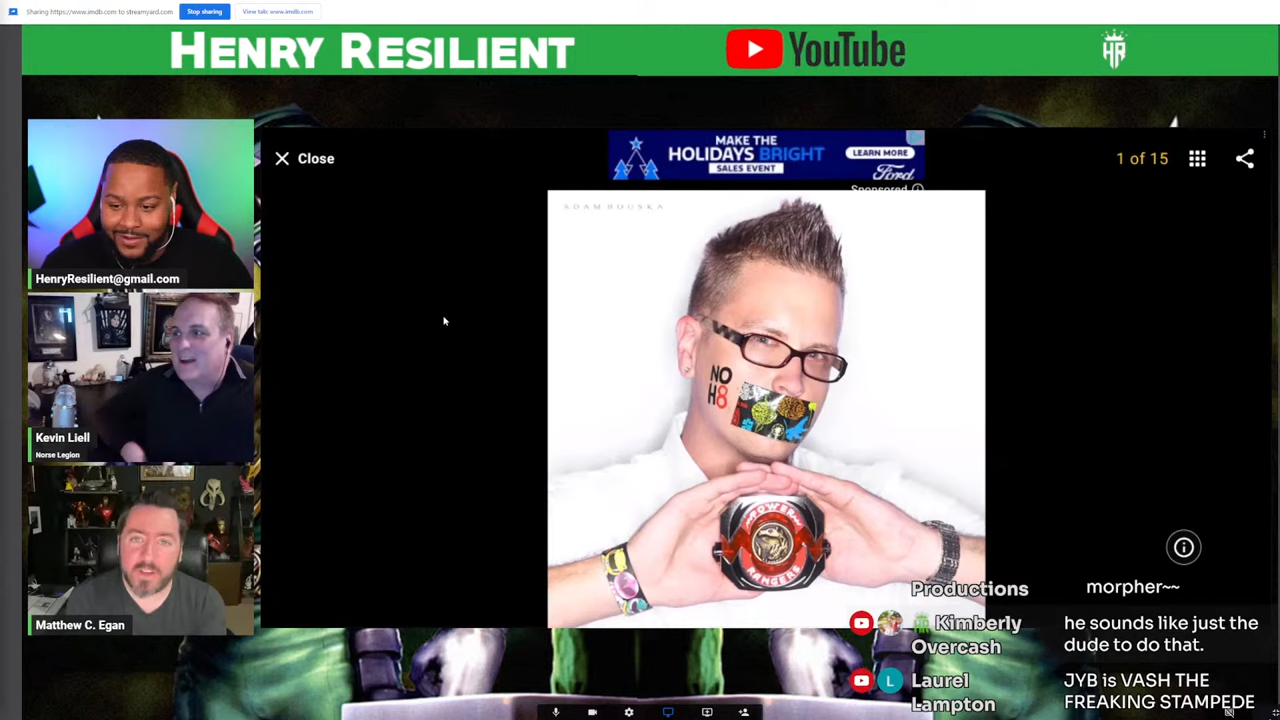 Sharing https://www.imdb.com to streamyard.com
Stop sharing
View tab: www.imdb.com
HENRY RESILIENT
YouTube
HR
Close
MAKE THE
HOLIDAYS BRIGHT
SALES EVENT
LEARN MORE
Ford
Sponsored
1 of 15
ADAM BOUSKA
NO
H8
POWER
RANGERS
HenryResilient@gmail.com
Kevin Liell
Norse Legion
Matthew C. Egan
Productions
morpher~~
Kimberly
Overcash
he sounds like just the
dude to do that.
L
Laurel
Lampton
JYB is VASH THE
FREAKING STAMPEDE